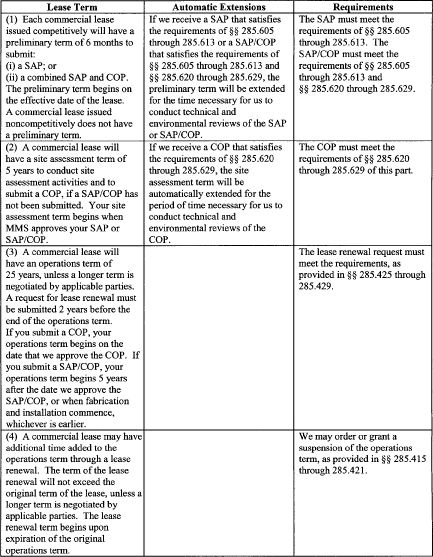 Lease Term Automatic Extensions Requirements
(1) Each commercial lease
issued competitively will have a
preliminary term of 6 months to
submit:
(i) a SAP; or
(ii) a combined SAP and COP.
The preliminary term begins on
the effective date of the lease.
A commercial lease issued
noncompetitively does not have
a preliminary term.
If we receive a SAP that satisfies
the requirements of §§ 285.605
through 285.613 or a SAP/COP
that satisfies the requirements of
§§ 285.605 through 285.613 and
§§ 285.620 through 285.629, the
preliminary term will be extended
for the time necessary for us to
conduct technical and
environmental reviews of the SAP
or SAP/COP.
The SAP must meet the
requirements of §§ 285.605
through 285.613. The
SAP/COP must meet the
requirements of §§ 285.605
through 285.613 and
§§ 285.620 through 285.629.
(2) A commercial lease will
have a site assessment term of
5 years to conduct site
assessment activities and to
submit a COP, if a SAP/COP has
not been submitted. Your site
assessment term begins when
MMS approves your SAP or
SAP/COP.
If we receive a COP that satisfies
the requirements of §§ 285.620
through 285.629, the site
assessment term will be
automatically extended for the
period of time necessary for us to
conduct technical and
environmental reviews of the
COP.
The COP must meet the
requirements of §§ 285.620
through 285.629 of this part.
(3) A commercial lease will
have an operations term of
25 years, unless a longer term is
negotiated by applicable parties.
A request for lease renewal must
be submitted 2 years before the
end of the operations term.
If you submit a COP, your
operations term begins on the
date that we approve the COP. If
you submit a SAP/COP, your
operations term begins 5 years
after the date we approve the
SAP/COP, or when fabrication
and installation commence,
whichever is earlier.
The lease renewal request must
meet the requirements, as
provided in §§ 285.425 through
285.429.
(4) A commercial lease may have
additional time added to the
operations term through a lease
renewal. The term of the lease
renewal will not exceed the
original term of the lease, unless a
longer term is negotiated by
applicable parties. The lease
renewal term begins upon
expiration of the original
operations term.
We may order or grant a
suspension of the operations
term, as provided in §§ 285.415
through 285.421.